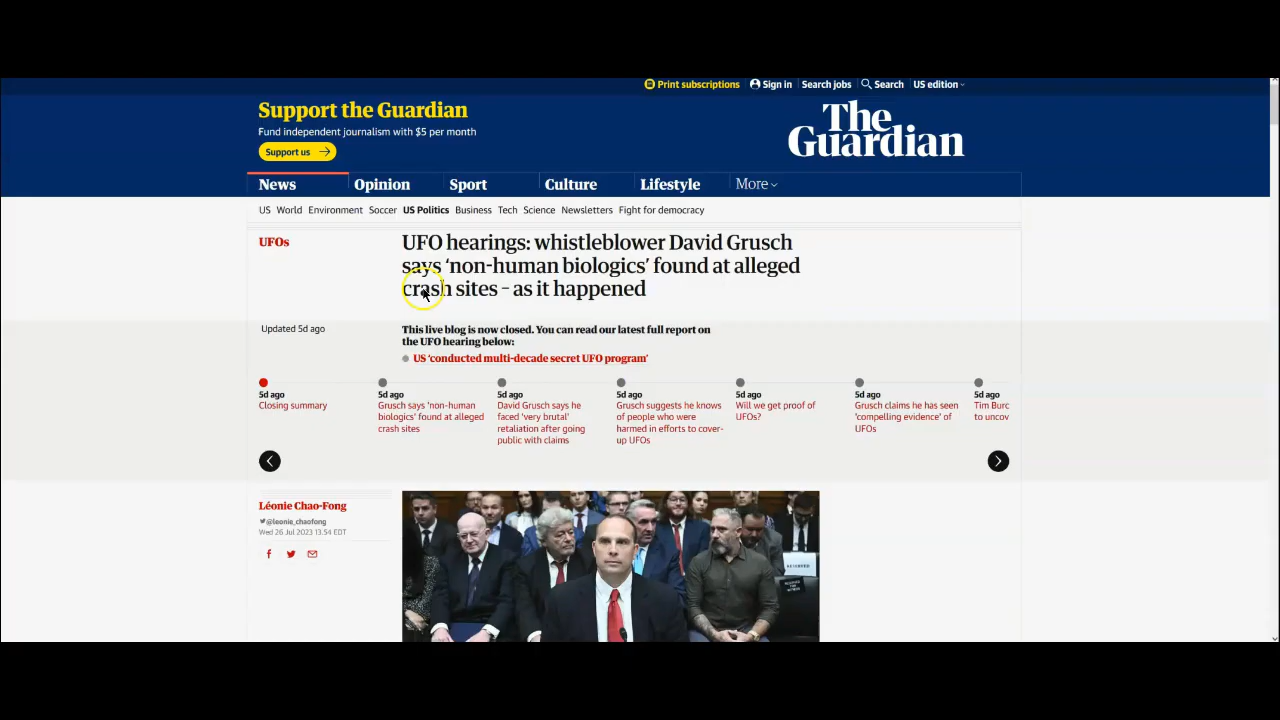 Print subscriptions
Sign in
Search jobs
Search
US edition
Support the Guardian
Fund independent journalism with $5 per month
Support us
The
Guardian
News
Opinion
Sport
Culture
Lifestyle
More
US
World
Environment
Soccer
US Politics
Business
Tech
Science
Newsletters
Fight for democracy
UFOs
UFO hearings: whistleblower David Grusch
says ‘non-human biologics’ found at alleged
crash sites – as it happened
Updated 5d ago
This live blog is now closed. You can read our latest full report on
the UFO hearing below:
US ‘conducted multi-decade secret UFO program’
5d ago
Closing summary
5d ago
Grusch says 'non-human
biologics' found at alleged
crash sites
5d ago
David Grusch says he
faced 'very brutal'
retaliation after going
public with claims
5d ago
Grusch suggests he knows
of people who were
harmed in efforts to cover-
up UFOs
5d ago
Will we get proof of
UFOs?
5d ago
Grusch claims he has seen
'compelling evidence' of
UFOs
5d ago
Tim Burc
to uncov
Léonie Chao-Fong
@leonie_chaofong
Wed 26 Jul 2023 13.54 EDT
RESERVED